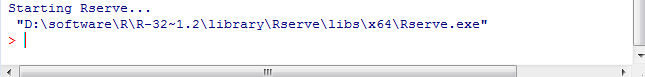 Starting Rserve...
"D:\software\R\R-32~1.2\library\Rserve\libs\x64\Rserve.exe"
>